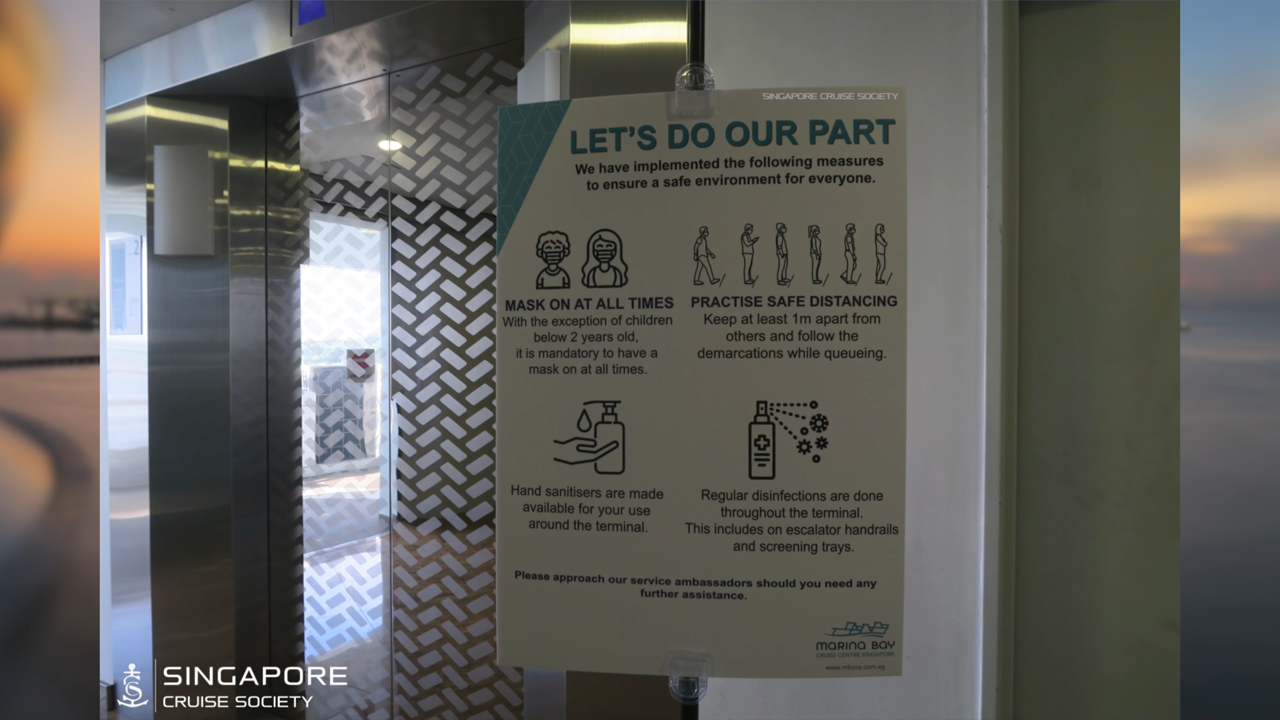 SINGAPORE CRUISE SOCIETY
LET'S DO OUR PART
We have implemented the following measures
to ensure a safe environment for everyone.
MASK ON AT ALL TIMES
With the exception of children
below 2 years old,
it is mandatory to have a
mask on at all times.
PRACTISE SAFE DISTANCING
Keep at least 1m apart from
others and follow the
demarcations while queueing.
Hand sanitisers are made
available for your use
around the terminal.
Regular disinfections are done
throughout the terminal.
This includes on escalator handrails
and screening trays.
Please approach our service ambassadors should you need any
further assistance.
MARINA BAY
CRUISE CENTRE SINGAPORE
www.mbccs.com.sg
SINGAPORE
CRUISE SOCIETY